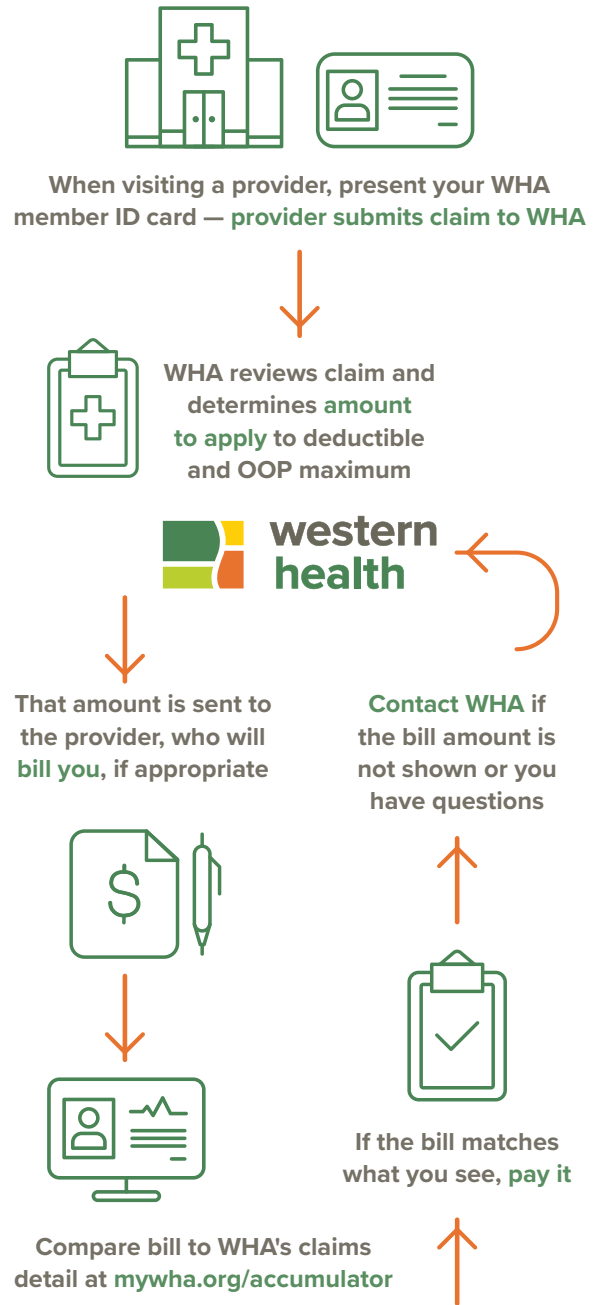 When visiting a provider, present your WHA
member ID card — provider submits claim to WHA
WHA reviews claim and
determines amount
to apply to deductible
and OOP maximum
western
health
That amount is sent to
the provider, who will
bill you, if appropriate
$
Compare bill to WHA's claims
detail at mywha.org/accumulator
If the bill matches
what you see, pay it
Contact WHA if
the bill amount is
not shown or you
have questions